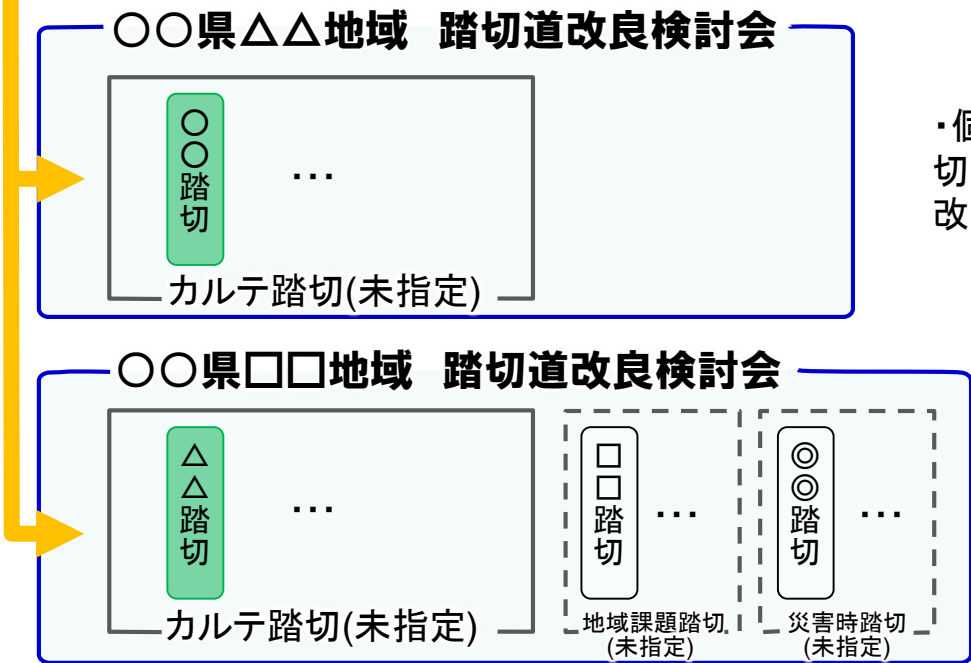 〇〇県△△地域　踏切道改良検討会
〇〇踏切
…
カルテ踏切(未指定)
・個
切
改
〇〇県□□地域　踏切道改良検討会
△△踏切
…
カルテ踏切(未指定)
□□踏切
…
地域課題踏切
(未指定)
◎◎踏切
…
災害時踏切
(未指定)